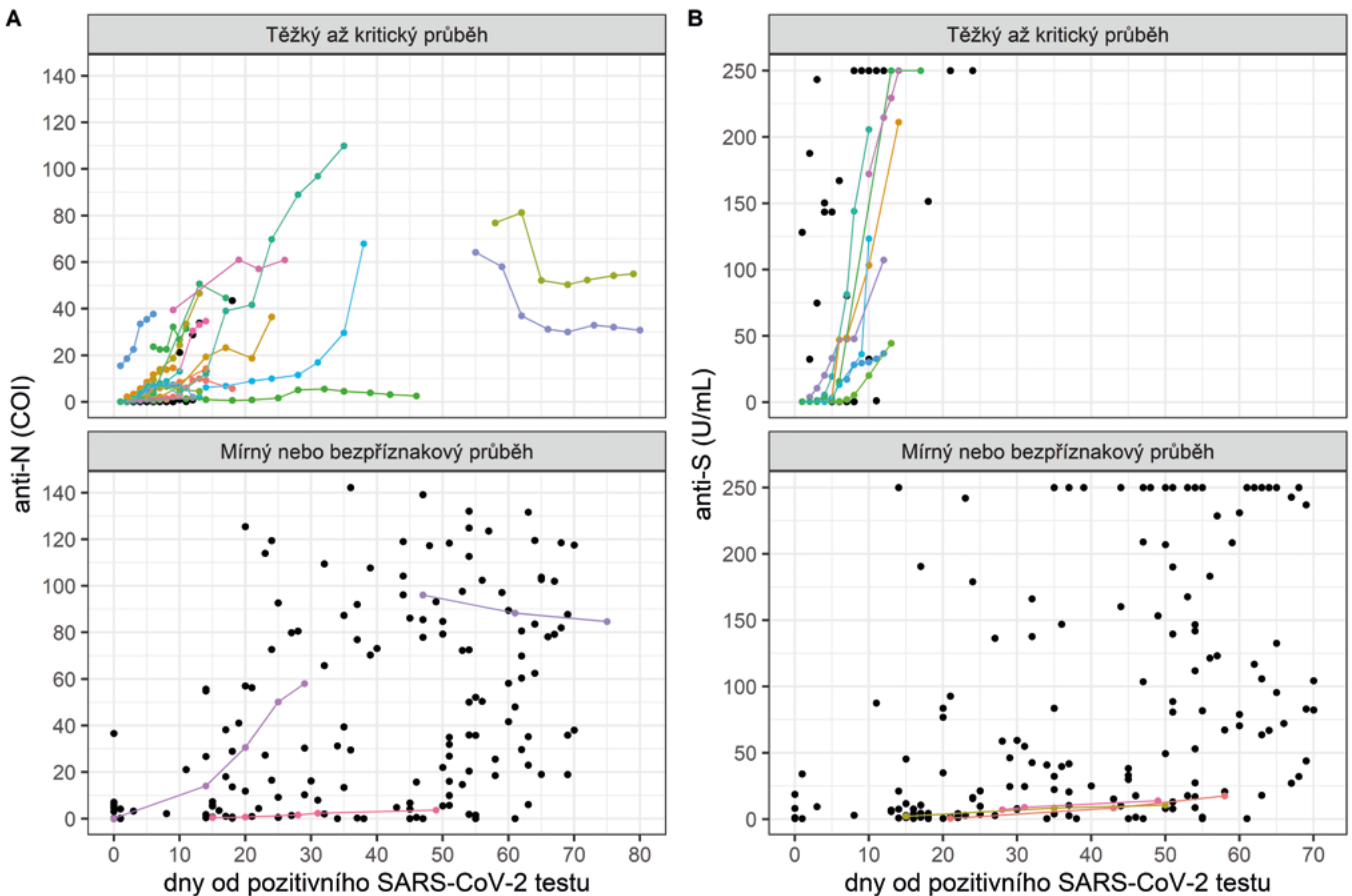 A
Těžký až kritický průběh
140
120
100
80
60
40
20
0
Mírný nebo bezpříznakový průběh
140
120
100
80
60
40
20
0
anti-N (COI)
0 10 20 30 40 50 60 70 80
dny od pozitivního SARS-CoV-2 testu
B
Těžký až kritický průběh
250
200
150
100
50
0
Mírný nebo bezpříznakový průběh
250
200
150
100
50
0
anti-S (U/mL)
0 10 20 30 40 50 60 70
dny od pozitivního SARS-CoV-2 testu